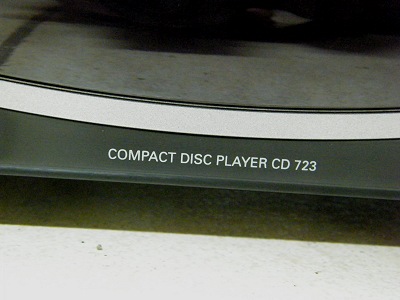 COMPACT DISC PLAYER CD 723